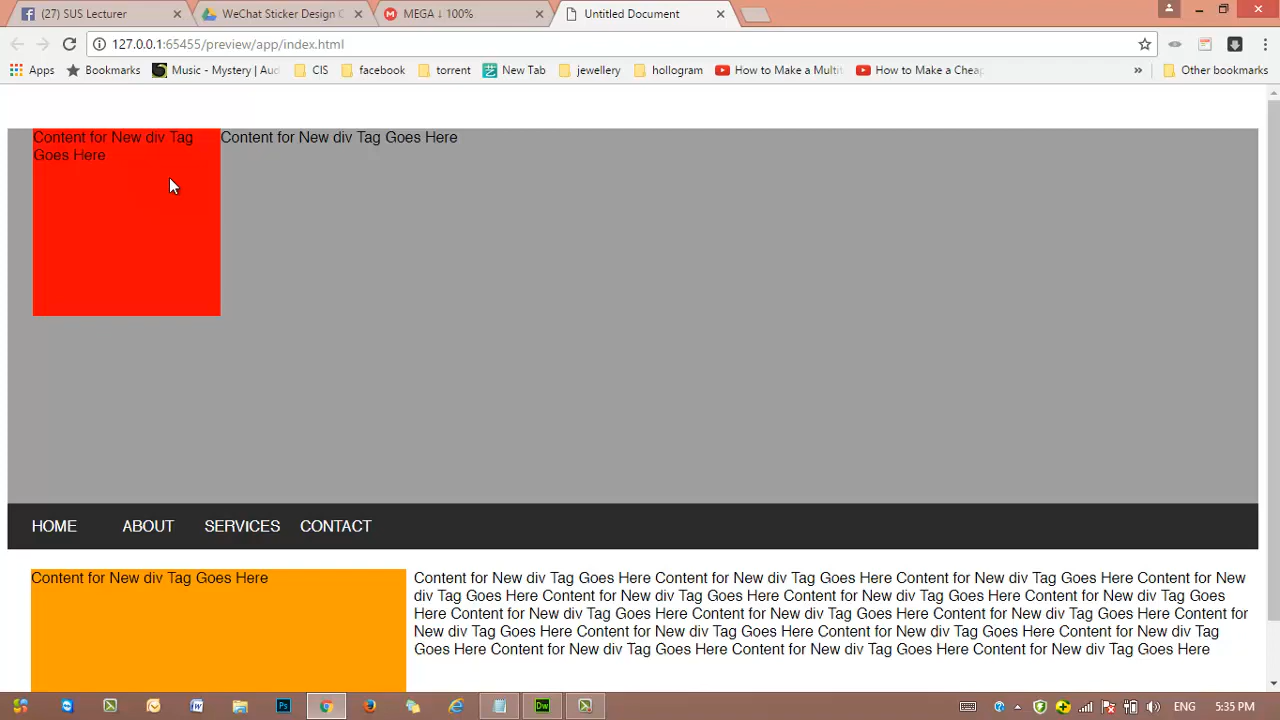 (27) SUS Lecturer
WeChat Sticker Design C
MEGA ↓ 100%
Untitled Document
127.0.0.1:65455/preview/app/index.html
Apps
Bookmarks
Music - Mystery | Aud
CIS
facebook
torrent
New Tab
jewellery
hollogram
How to Make a Multi
How to Make a Cheap
»
Other bookmarks
Content for New div Tag
Goes Here
Content for New div Tag Goes Here
HOME ABOUT SERVICES CONTACT
Content for New div Tag Goes Here
Content for New div Tag Goes Here Content for New div Tag Goes Here Content for New div Tag Goes Here Content for New
div Tag Goes Here Content for New div Tag Goes Here Content for New div Tag Goes Here Content for New div Tag Goes
Here Content for New div Tag Goes Here Content for New div Tag Goes Here Content for New div Tag Goes Here Content for
New div Tag Goes Here Content for New div Tag Goes Here Content for New div Tag Goes Here Content for New div Tag
Goes Here Content for New div Tag Goes Here Content for New div Tag Goes Here Content for New div Tag Goes Here
Ps
Dw
ENG
5:35 PM